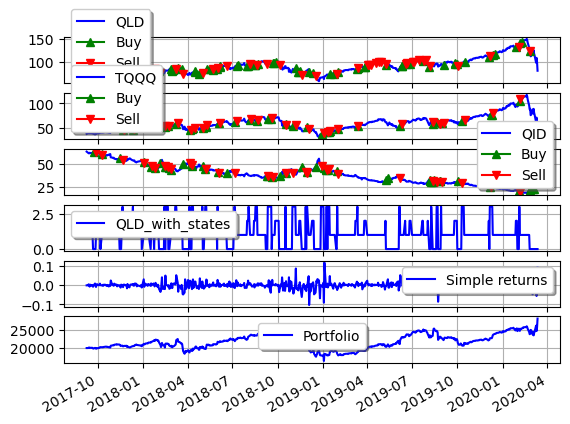 QLD
Buy
Sell
150
100
TQQQ
Buy
Sell
100
50
QID
Buy
Sell
50
25
QLD_with_states
2.5
0.0
Simple returns
0.1
0.0
−0.1
Portfolio
25000
20000
2017-10
2018-01
2018-04
2018-07
2018-10
2019-01
2019-04
2019-07
2019-10
2020-01
2020-04